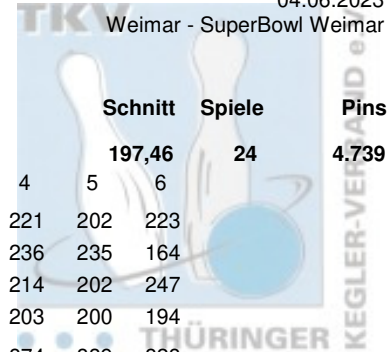 04.06.2023
TKV
Weimar - SuperBowl Weimar
Schnitt Spiele Pins
197,46 24 4.739
4 5 6
221 202 223
236 235 164
214 202 247
203 200 194
THÜRINGER
KEGLER-VERBAND e.V.